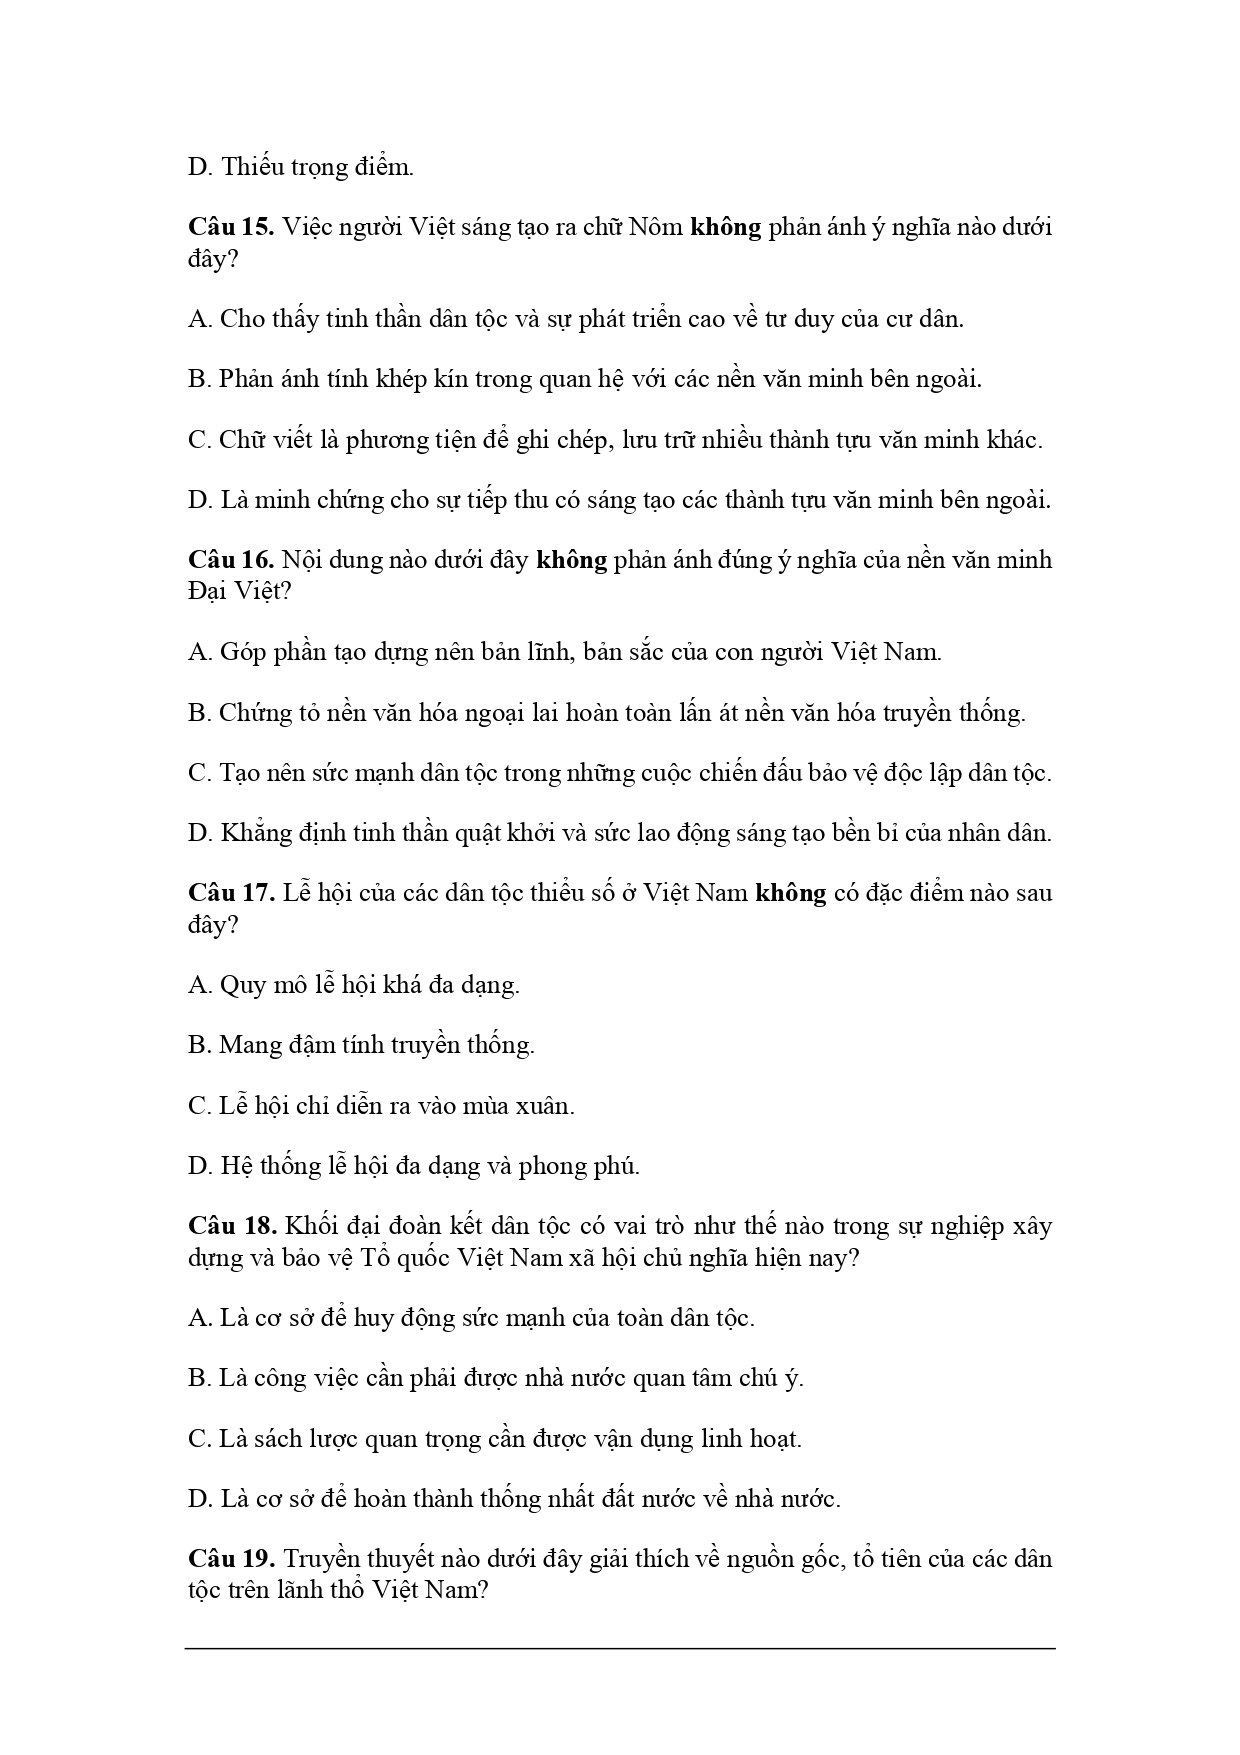 D. Thiếu trọng điểm.
Câu 15. Việc người Việt sáng tạo ra chữ Nôm không phản ánh ý nghĩa nào dưới
đây?
A. Cho thấy tinh thần dân tộc và sự phát triển cao về tư duy của cư dân.
B. Phản ánh tính khép kín trong quan hệ với các nền văn minh bên ngoài.
C. Chữ viết là phương tiện để ghi chép, lưu trữ nhiều thành tựu văn minh khác.
D. Là minh chứng cho sự tiếp thu có sáng tạo các thành tựu văn minh bên ngoài.
Câu 16. Nội dung nào dưới đây không phản ánh đúng ý nghĩa của nền văn minh
Đại Việt?
A. Góp phần tạo dựng nên bản lĩnh, bản sắc của con người Việt Nam.
B. Chứng tỏ nền văn hóa ngoại lai hoàn toàn lấn át nền văn hóa truyền thống.
C. Tạo nên sức mạnh dân tộc trong những cuộc chiến đấu bảo vệ độc lập dân tộc.
D. Khẳng định tinh thần quật khởi và sức lao động sáng tạo bền bỉ của nhân dân.
Câu 17. Lễ hội của các dân tộc thiểu số ở Việt Nam không có đặc điểm nào sau
đây?
A. Quy mô lễ hội khá đa dạng.
B. Mang đậm tính truyền thống.
C. Lễ hội chỉ diễn ra vào mùa xuân.
D. Hệ thống lễ hội đa dạng và phong phú.
Câu 18. Khối đại đoàn kết dân tộc có vai trò như thế nào trong sự nghiệp xây
dựng và bảo vệ Tổ quốc Việt Nam xã hội chủ nghĩa hiện nay?
A. Là cơ sở để huy động sức mạnh của toàn dân tộc.
B. Là công việc cần phải được nhà nước quan tâm chú ý.
C. Là sách lược quan trọng cần được vận dụng linh hoạt.
D. Là cơ sở để hoàn thành thống nhất đất nước về nhà nước.
Câu 19. Truyền thuyết nào dưới đây giải thích về nguồn gốc, tổ tiên của các dân
tộc trên lãnh thổ Việt Nam?